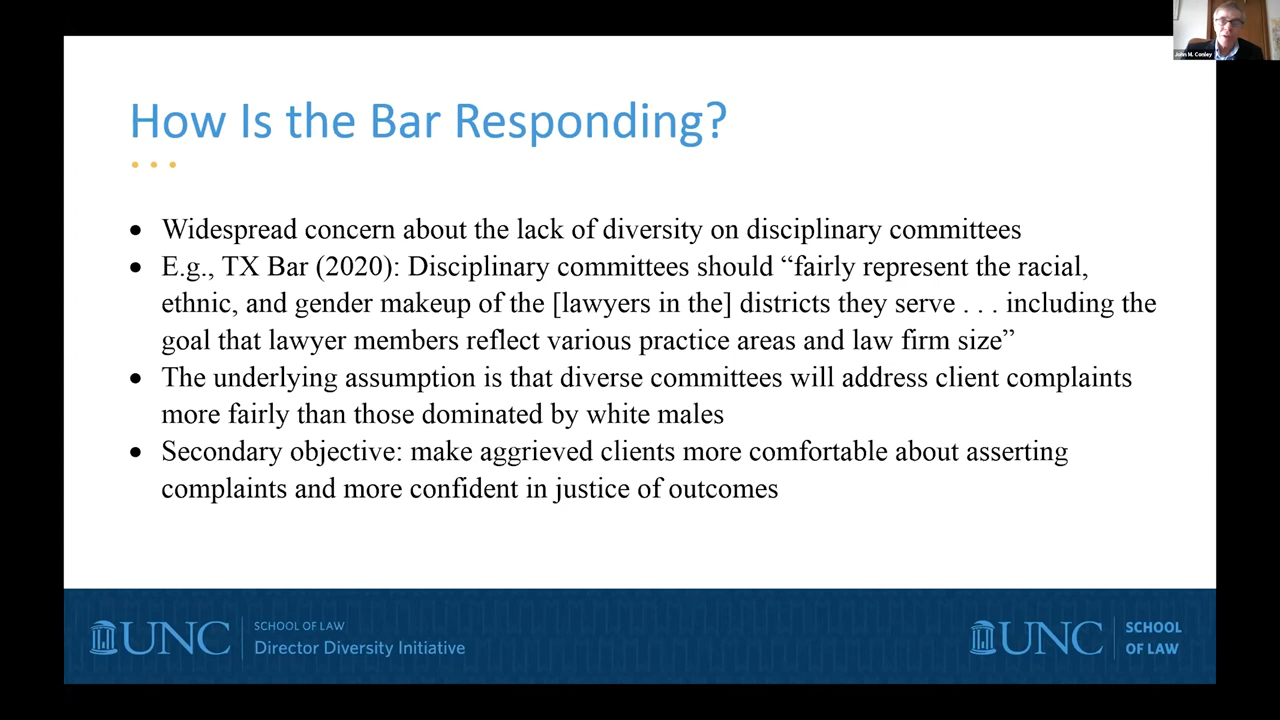 John M. Conley
How Is the Bar Responding?
• Widespread concern about the lack of diversity on disciplinary committees
• E.g., TX Bar (2020): Disciplinary committees should “fairly represent the racial,
ethnic, and gender makeup of the [lawyers in the] districts they serve . . . including the
goal that lawyer members reflect various practice areas and law firm size”
• The underlying assumption is that diverse committees will address client complaints
more fairly than those dominated by white males
• Secondary objective: make aggrieved clients more comfortable about asserting
complaints and more confident in justice of outcomes
UNC
SCHOOL OF LAW
Director Diversity Initiative
UNC
SCHOOL
OF LAW